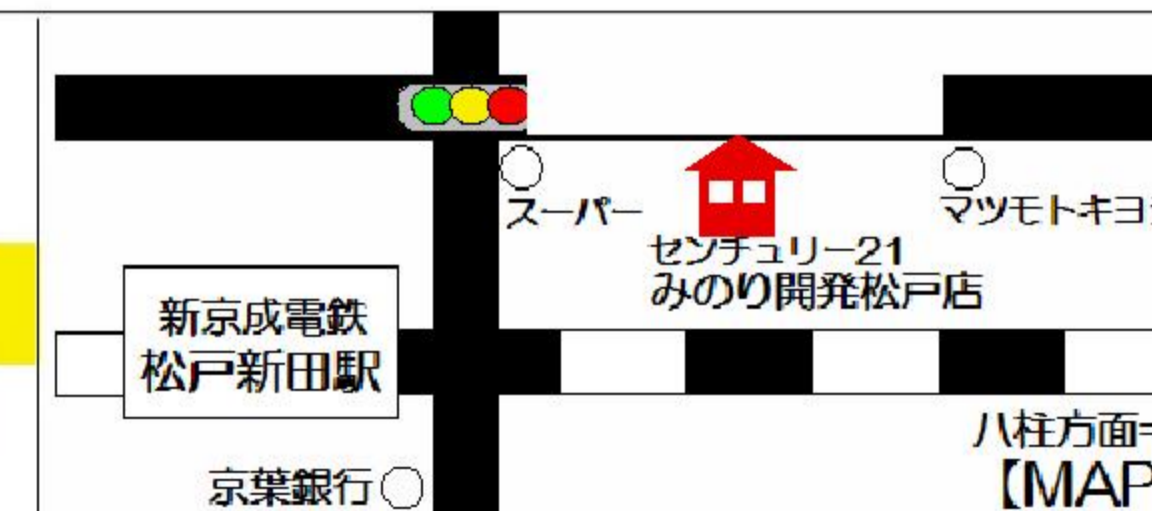 スーパー
マツモトキヨ
センチュリー21
みのり開発松戸店
新京成電鉄
松戸新田駅
八柱方面
京葉銀行
【MAP